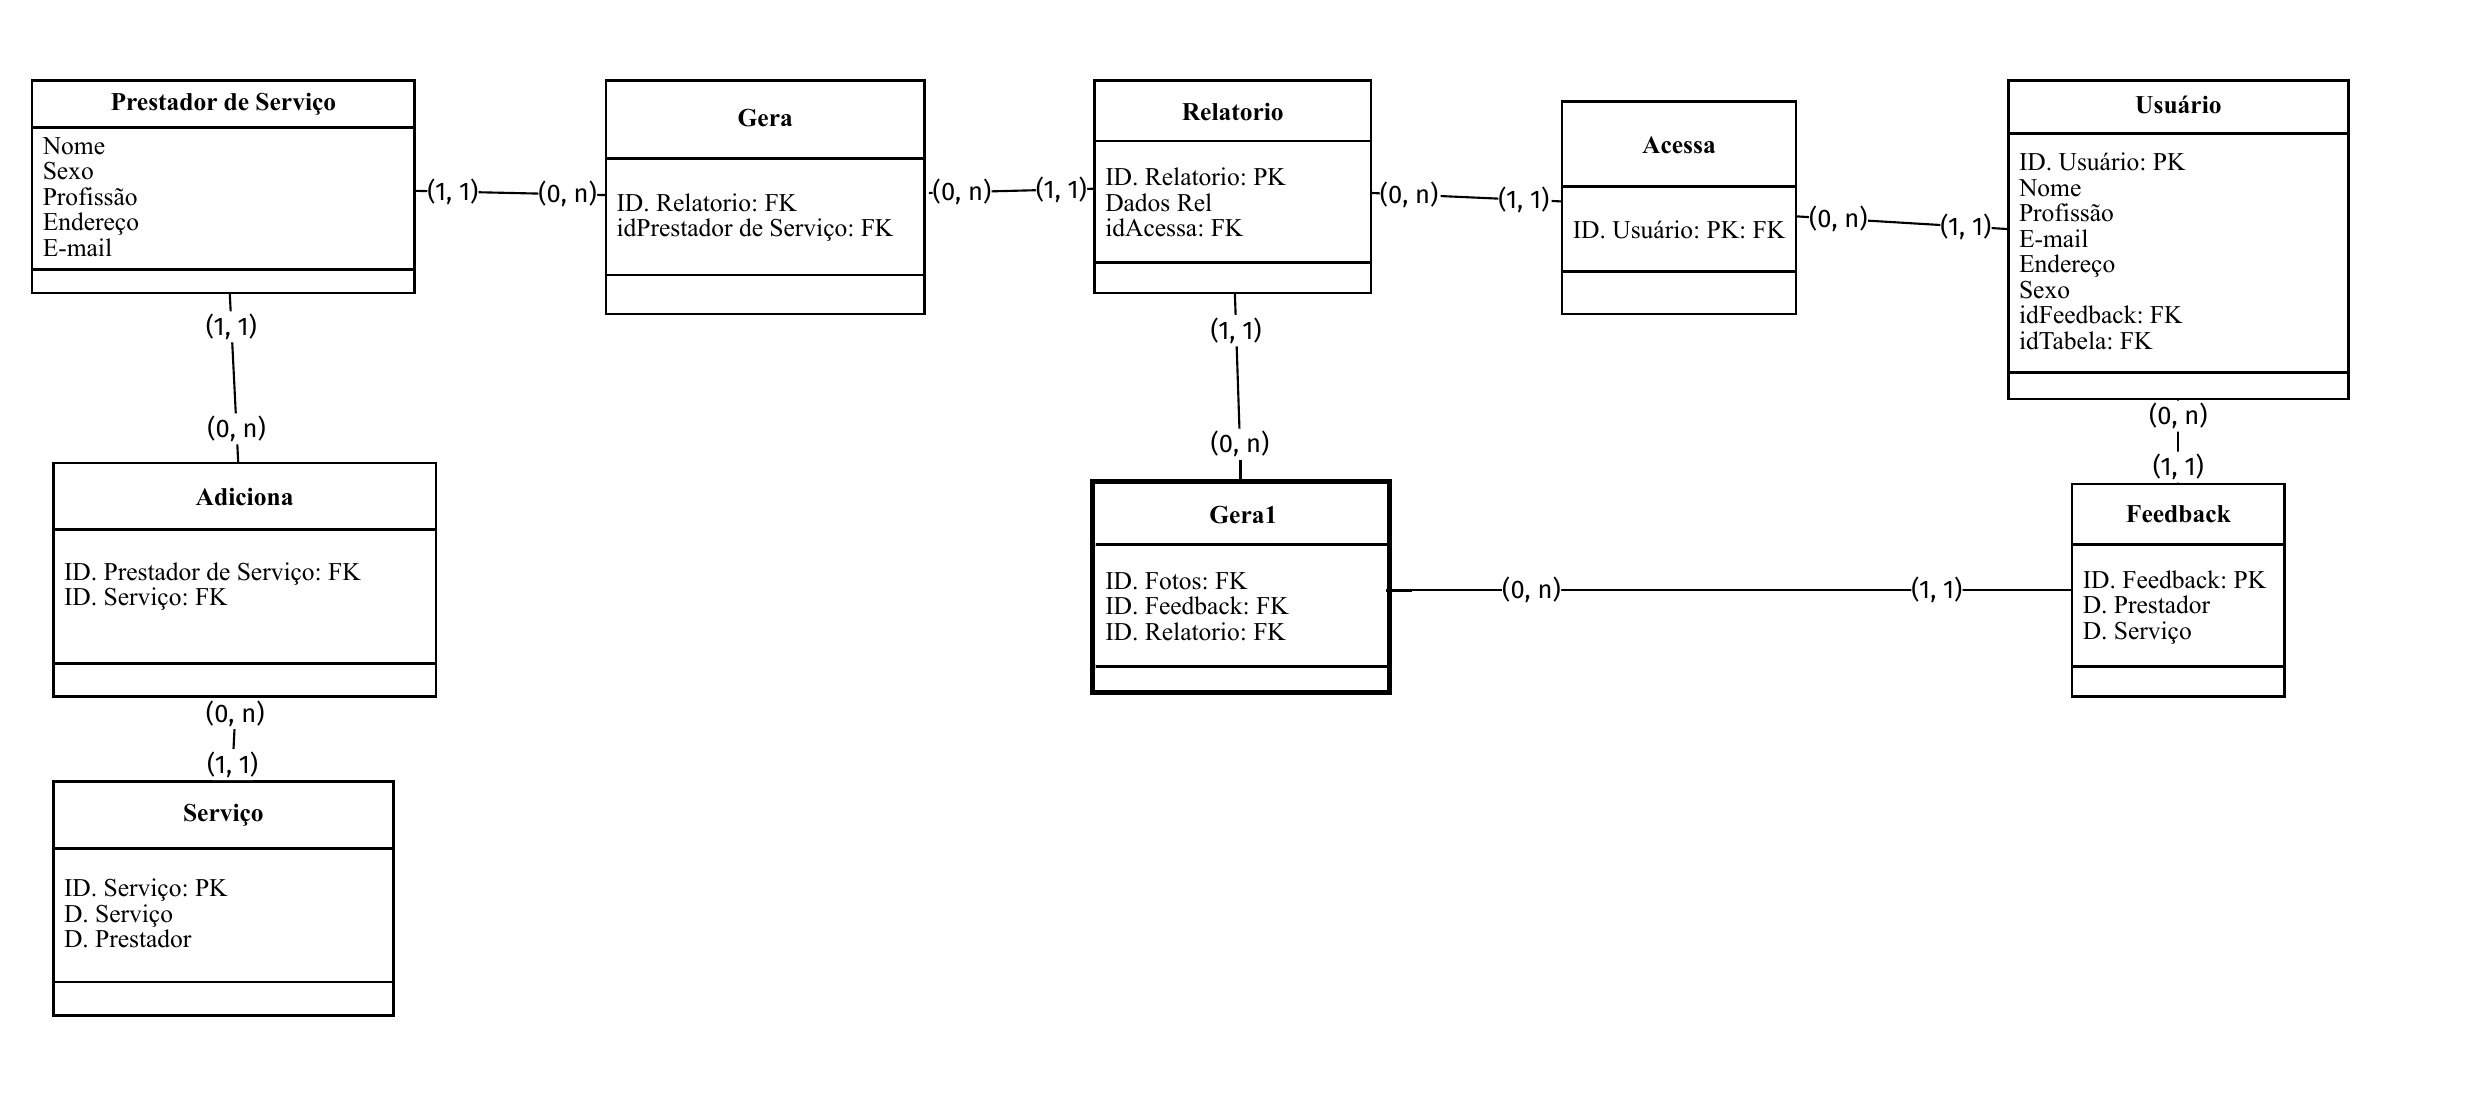 Prestador de Serviço
Nome
Sexo
Profissão
Endereço
E-mail
(1, 1)
(0, n)
Gera
ID. Relatorio: FK
idPrestador de Serviço: FK
(0, n)
(1, 1)
Relatorio
ID. Relatorio: PK
Dados Rel
idAcessa: FK
(0, n)
(1, 1)
Acessa
ID. Usuário: PK: FK
(0, n)
(1, 1)
Usuário
ID. Usuário: PK
Nome
Profissão
E-mail
Endereço
Sexo
idFeedback: FK
idTabela: FK
(1, 1)
(0, n)
(1, 1)
(0, n)
(0, n)
(1, 1)
Adiciona
ID. Prestador de Serviço: FK
ID. Serviço: FK
Gera1
ID. Fotos: FK
ID. Feedback: FK
ID. Relatorio: FK
(0, n)
(1, 1)
Feedback
ID. Feedback: PK
D. Prestador
D. Serviço
(0, n)
(1, 1)
Serviço
ID. Serviço: PK
D. Serviço
D. Prestador